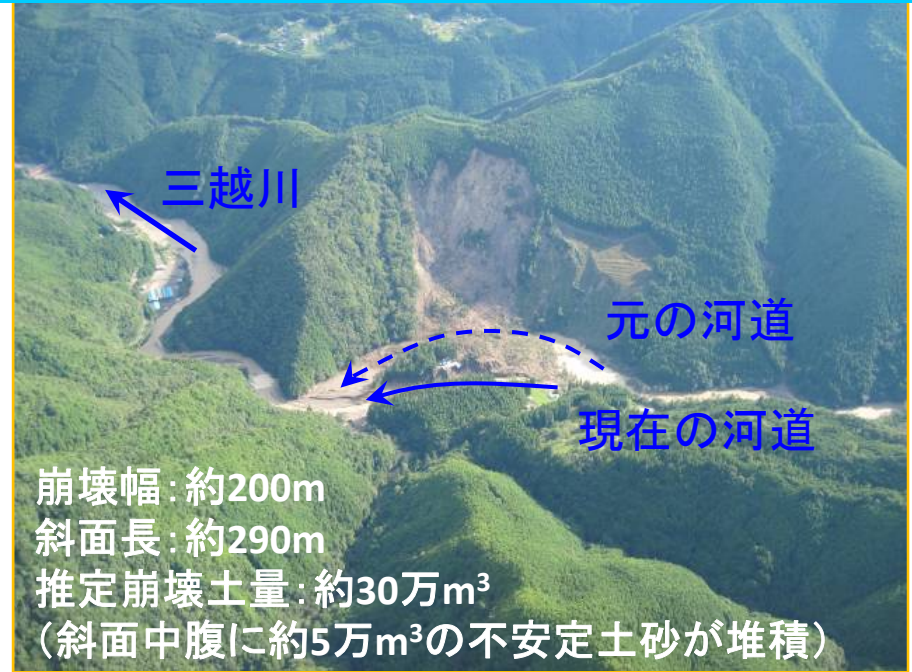 三越川
元の河道
現在の河道
崩壊幅：約200m
斜面長：約290m
推定崩壊土量：約30万m³
（斜面中腹に約5万m³の不安定土砂が堆積）